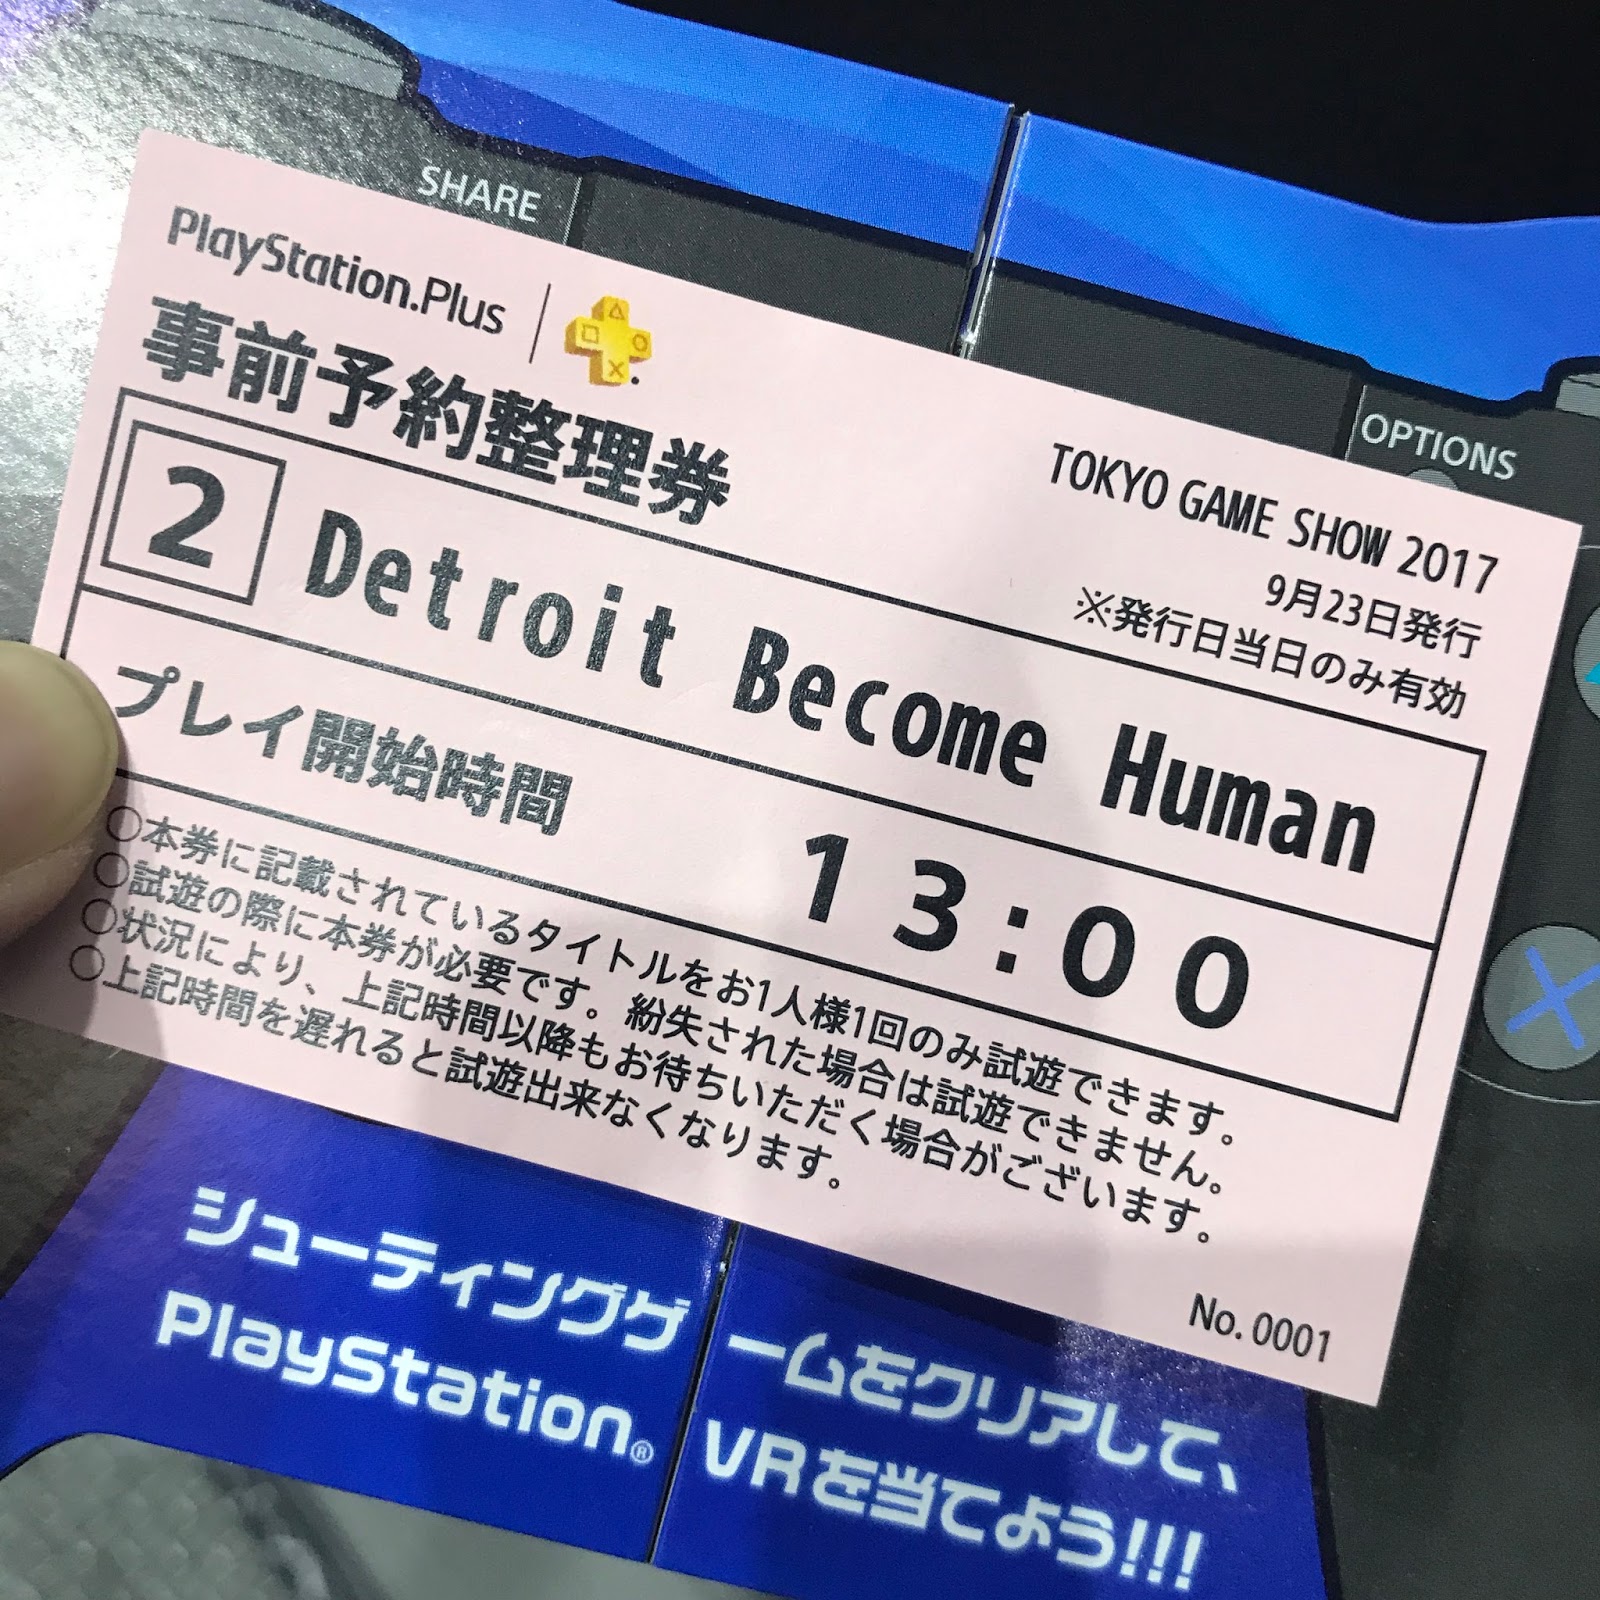 SHARE
OPTIONS
PlayStation.Plus
事前予約整理券
TOKYO GAME SHOW 2017
9月23日発行
※発行日当日のみ有効
2 Detroit Become Human
プレイ開始時間 13:00
○本券に記載されているタイトルをお1人様1回のみ試遊できます。
○試遊の際に本券が必要です。紛失された場合は試遊できません。
○状況により、上記時間以降もお待ちいただく場合がございます。
○上記時間を遅れると試遊出来なくなります。
No.0001
シューティングゲームをクリアして、
PlayStation®VRを当てよう!!!